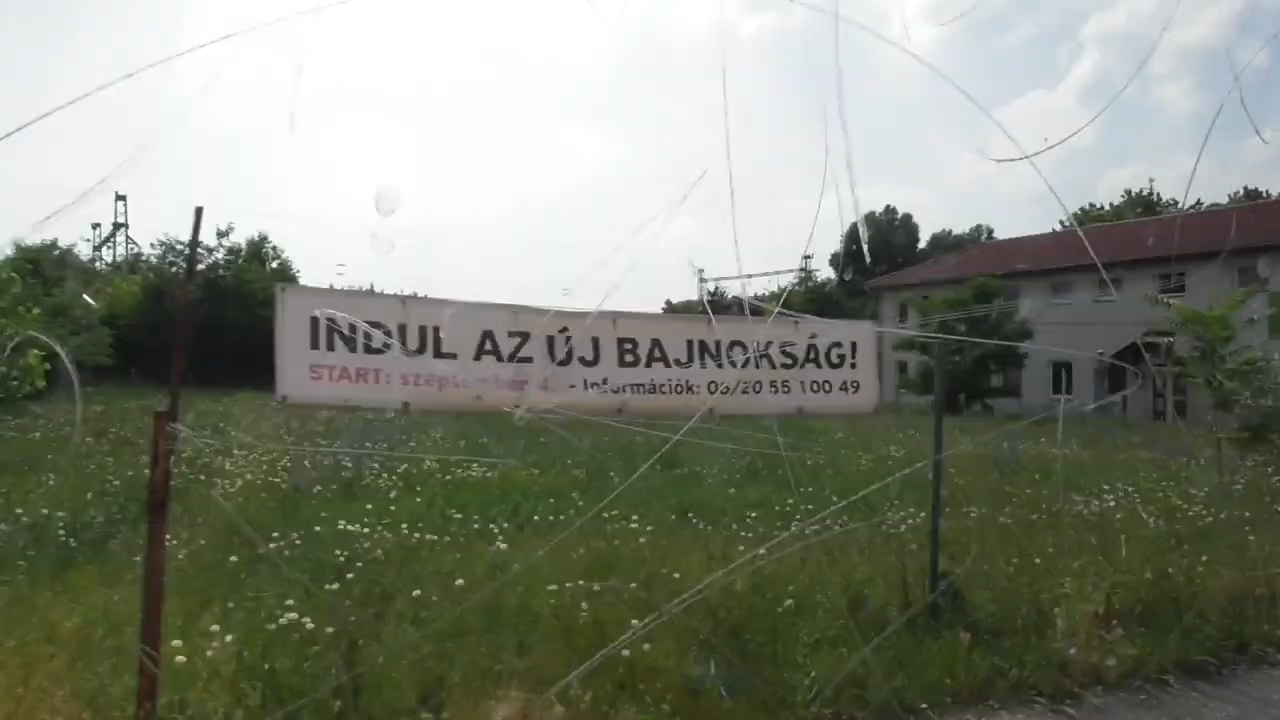 INDUL AZ ÚJ BAJNOKSÁG!
START: szeptember 4. - Információk: 06/20 55 100 49